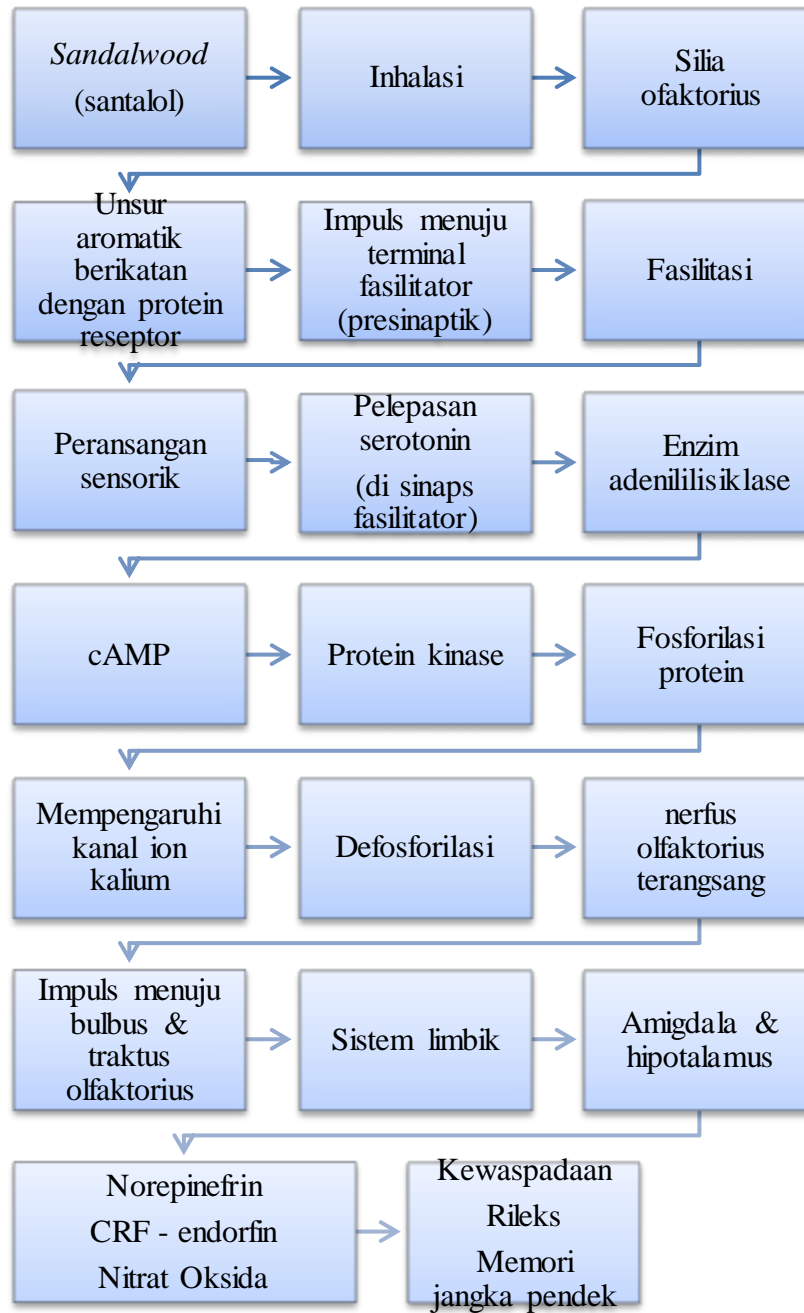 Sandalwood
(santalol)
Inhalasi
Silia
ofaktorius
Unsur
aromatik
berikatan
dengan protein
reseptor
Impuls menuju
terminal
fasilitator
(presinaptik)
Fasilitasi
Peransangan
sensorik
Pelepasan
serotonin
(di sinaps
fasilitator)
Enzim
adenililisiklase
cAMP
Protein kinase
Fosforilasi
protein
Mempengaruhi
kanal ion
kalium
Defosforilasi
nerfus
olfaktorius
terangsang
Impuls menuju
bulbus &
traktus
olfaktorius
Sistem limbik
Amigdala &
hipotalamus
Norepinefrin
CRF - endorfin
Nitrat Oksida
Kewaspadaan
Rileks
Memori
jangka pendek